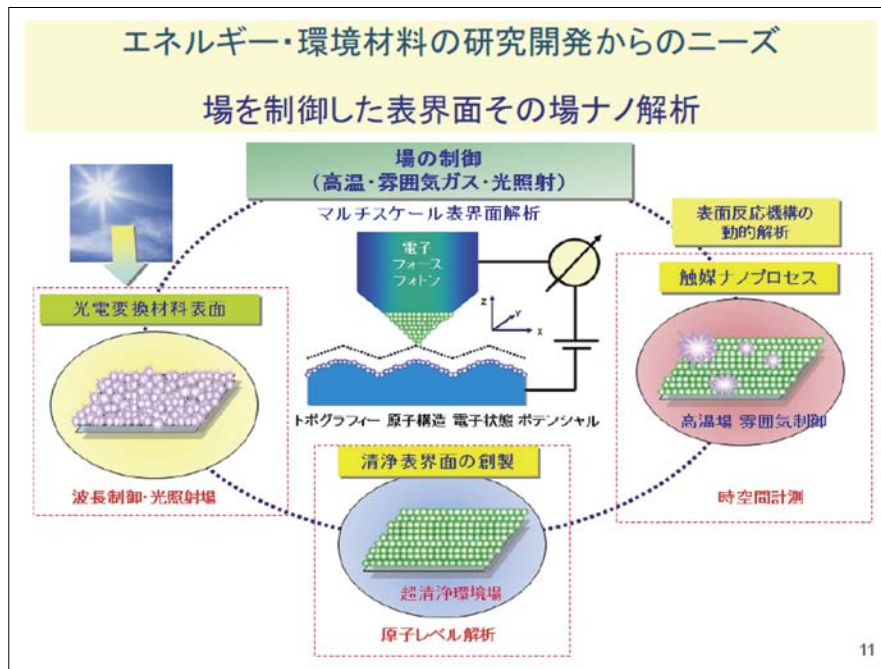 エネルギー・環境材料の研究開発からのニーズ
場を制御した表界面その場ナノ解析
場の制御
(高温・雰囲気ガス・光照射)
マルチスケール表界面解析
表面反応機構の
動的解析
電子
フォース
フォトン
Z
Y
X
触媒ナノプロセス
光電変換材料表面
高温場 雰囲気制御
トポグラフィー 原子構造 電子状態 ポテンシャル
清浄表界面の創製
波長制御・光照射場
時空間計測
超清浄環境場
原子レベル解析
11